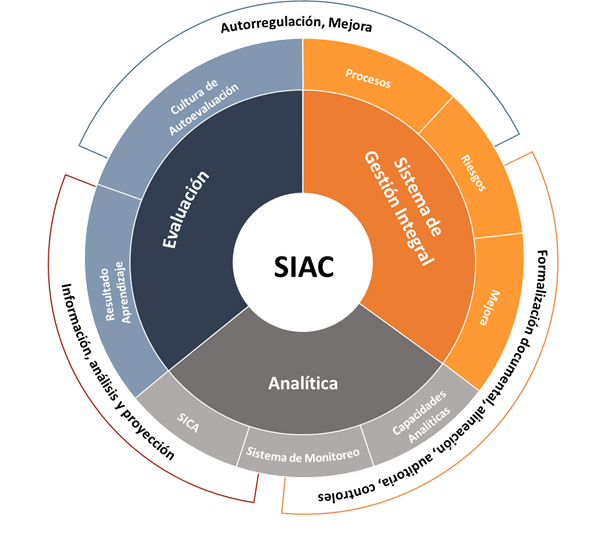 Autorregulación, Mejora
Procesos
Riesgos
Mejora
Sistema de
Gestión Integral
Cultura de
Autoevaluación
Evaluación
Resultado
Aprendizaje
SIAC
Analítica
SICA
Sistema de Monitoreo
Capacidades
Analíticas
Información, análisis y proyección
Formalización documental, alineación, auditoría, controles